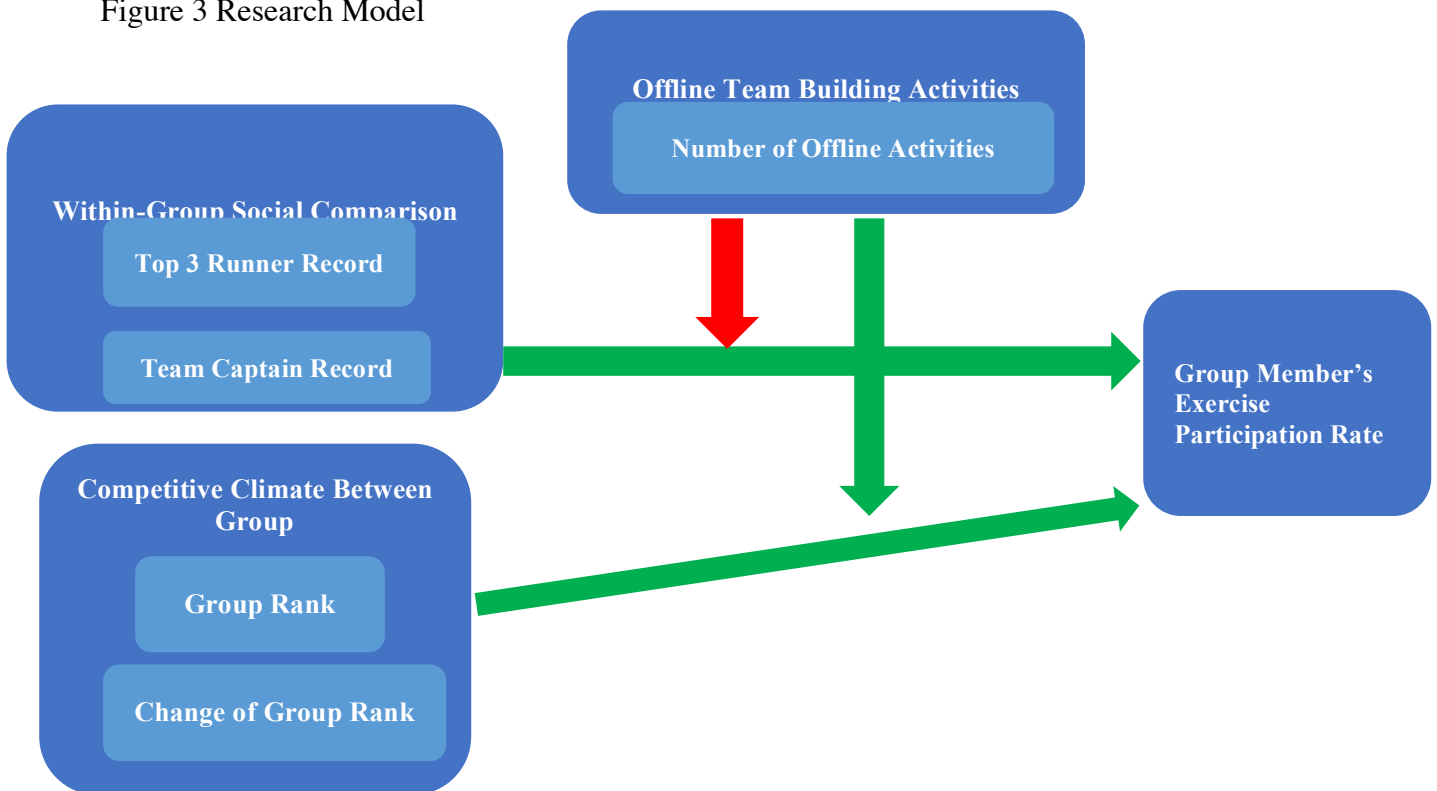 Figure 3 Research Model
Offline Team Building Activities
Number of Offline Activities
Within-Group Social Comparison
Top 3 Runner Record
Team Captain Record
Group Member’s
Exercise
Participation Rate
Competitive Climate Between
Group
Group Rank
Change of Group Rank